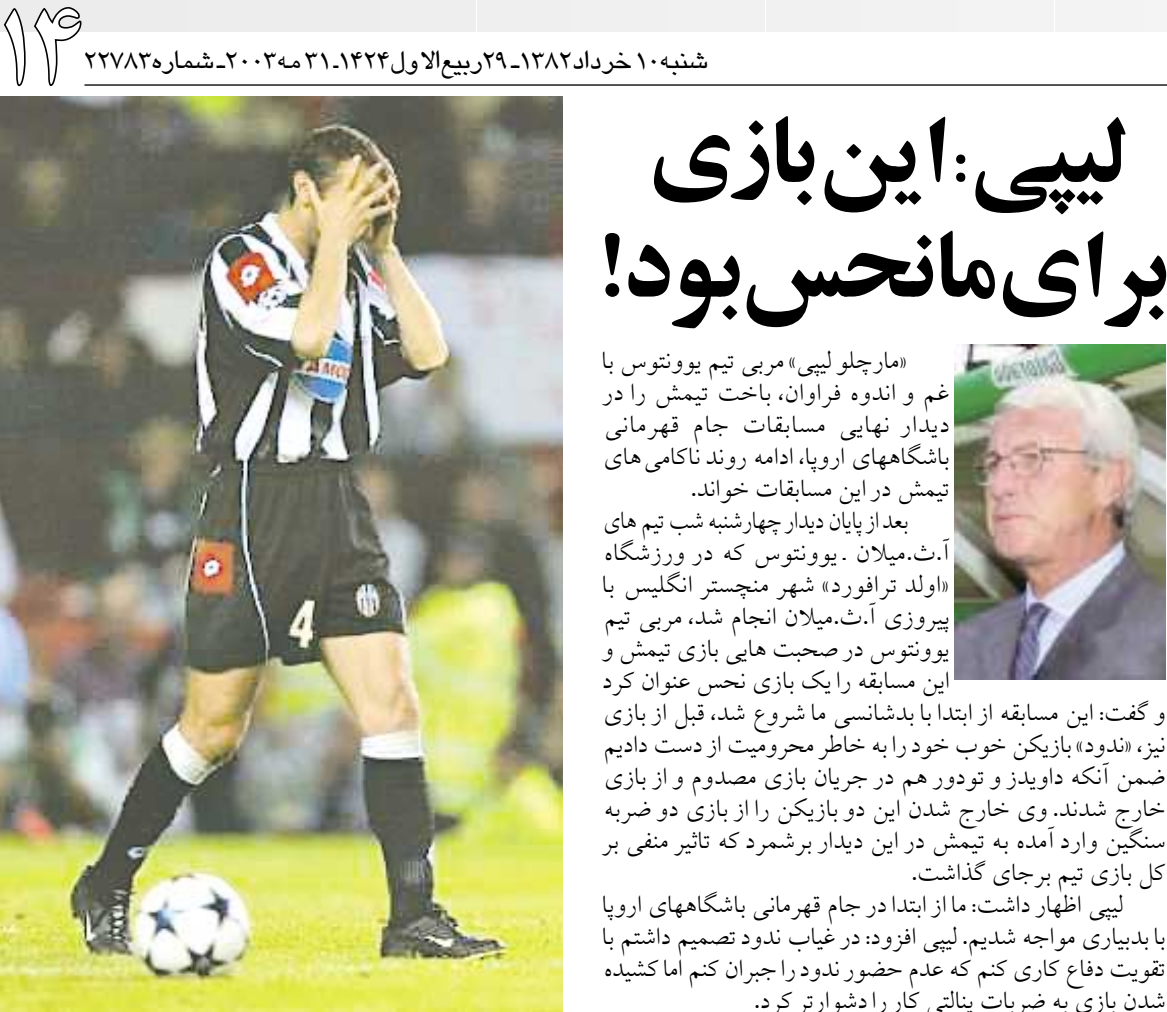 ۱۴
شنبه ۱۰ خرداد ۱۳۸۲ـ ۲۹ ربیع‌الاول ۱۴۲۴ـ ۳۱ مه ۲۰۰۳ـ شماره ۲۲۷۸۳
لیپی: این بازی
برای ما نحس بود!
«مارچلو لیپی» مربی تیم یوونتوس با
غم و اندوه فراوان، باخت تیمش را در
دیدار نهایی مسابقات جام قهرمانی
باشگاههای اروپا، ادامه روند ناکامی های
تیمش در این مسابقات خواند.
بعد از پایان دیدار چهارشنبه شب تیم های
آ.ث.میلان ـ یوونتوس که در ورزشگاه
«اولد ترافورد» شهر منچستر انگلیس با
پیروزی آ.ث.میلان انجام شد، مربی تیم
یوونتوس در صحبت هایی بازی تیمش و
این مسابقه را یک بازی نحس عنوان کرد
و گفت: این مسابقه از ابتدا با بدشانسی ما شروع شد، قبل از بازی
نیز، «ندود» بازیکن خوب خود را به خاطر محرومیت از دست دادیم
ضمن آنکه داویدز و تودور هم در جریان بازی مصدوم و از بازی
خارج شدند. وی خارج شدن این دو بازیکن را از بازی دو ضربه
سنگین وارد آمده به تیمش در این دیدار برشمرد که تاثیر منفی بر
کل بازی تیم برجای گذاشت.
لیپی اظهار داشت: ما از ابتدا در جام قهرمانی باشگاههای اروپا
با بدبیاری مواجه شدیم. لیپی افزود: در غیاب ندود تصمیم داشتم با
تقویت دفاع کاری کنم که عدم حضور ندود را جبران کنم اما کشیده
شدن بازی به ضربات پنالتی کار را دشوارتر کرد.
4